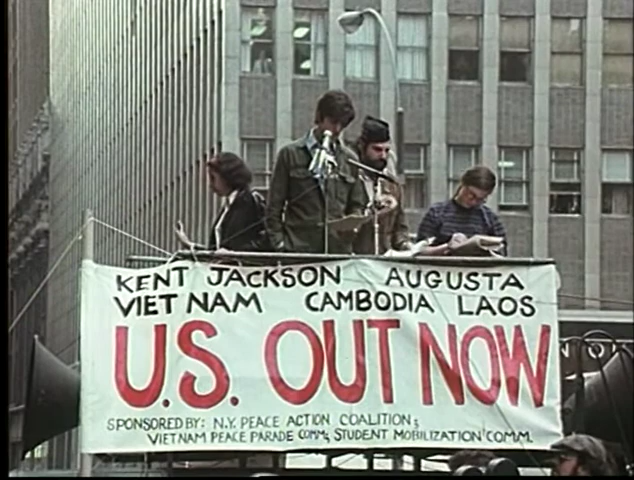 KENT JACKSON AUGUSTA
VIET NAM CAMBODIA LAOS
U.S. OUT NOW
SPONSORED BY: N.Y. PEACE ACTION COALITION;
VIETNAM PEACE PARADE COMM; STUDENT MOBILIZATION COMM.